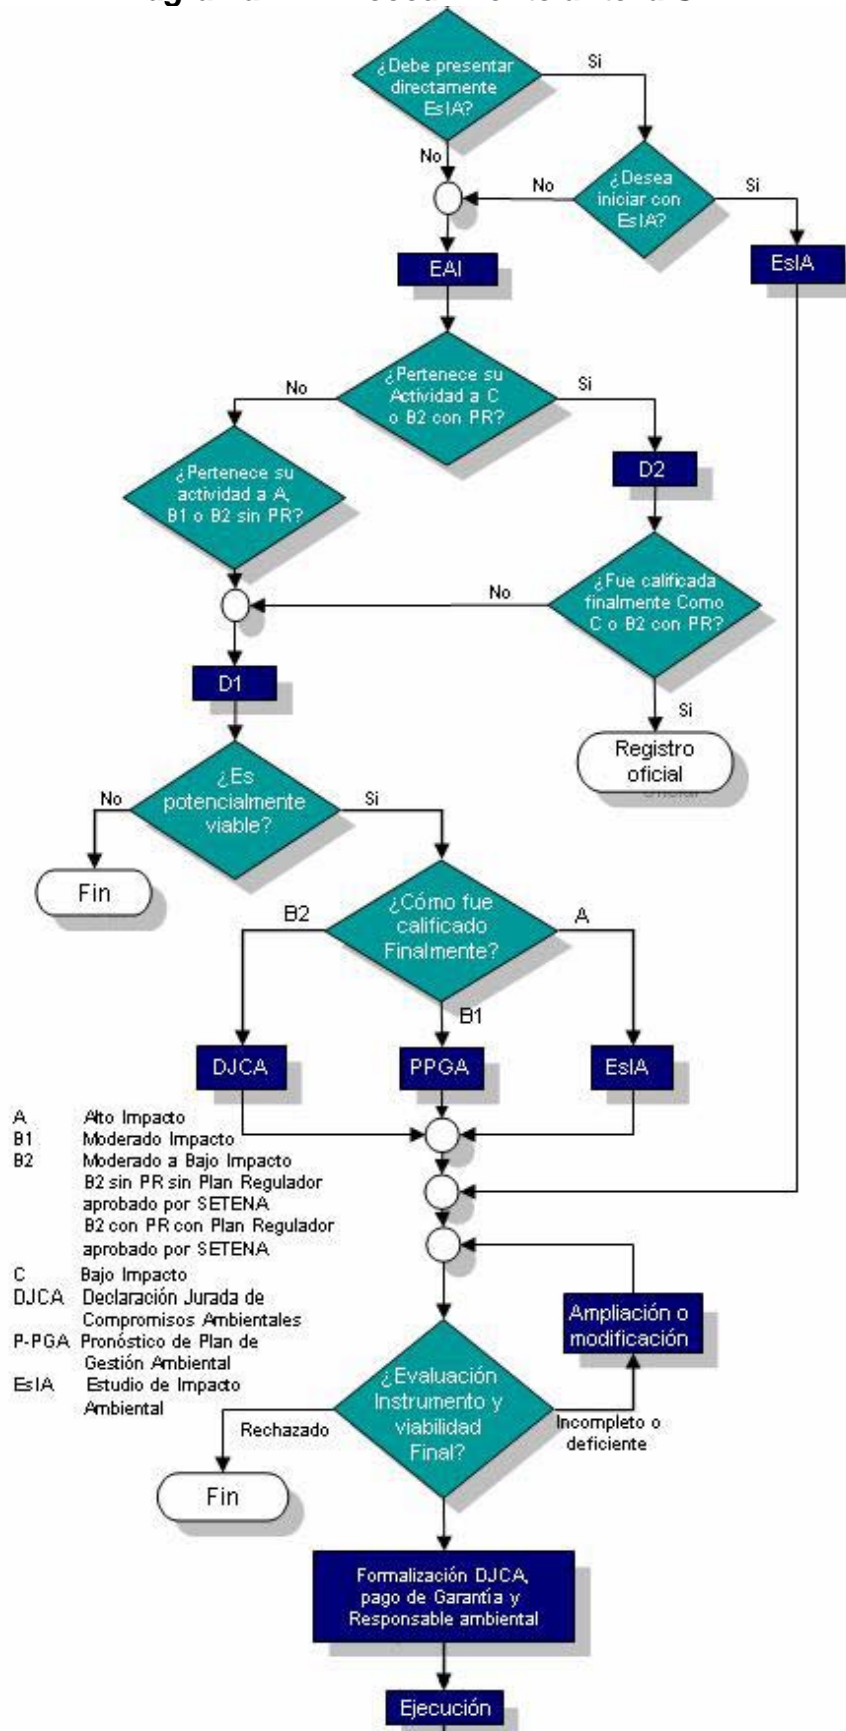 ¿Debe presentar
directamente
EsIA?
Si
No
¿Desea
iniciar con
EsIA?
No
Si
EAI
EsIA
¿Pertenece su
Actividad a C
o B2 con PR?
No
Si
¿Pertenece su
actividad a A,
B1 o B2 sin PR?
D2
¿Fue calificada
finalmente Como
C o B2 con PR?
No
D1
Si
Registro
oficial
¿Es
potencialmente
viable?
No
Si
Fin
¿Cómo fue
calificado
Finalmente?
B2
A
B1
DJCA
PPGA
EsIA
A Alto Impacto
B1 Moderado Impacto
B2 Moderado a Bajo Impacto
B2 sin PR sin Plan Regulador
aprobado por SETENA
B2 con PR con Plan Regulador
aprobado por SETENA
C Bajo Impacto
DJCA Declaración Jurada de
Compromisos Ambientales
P-PGA Pronóstico de Plan de
Gestión Ambiental
EsIA Estudio de Impacto
Ambiental
Ampliación o
modificación
¿Evaluación
Instrumento y
viabilidad
Final?
Rechazado
Incompleto o
deficiente
Fin
Formalización DJCA,
pago de Garantía y
Responsable ambiental
Ejecución